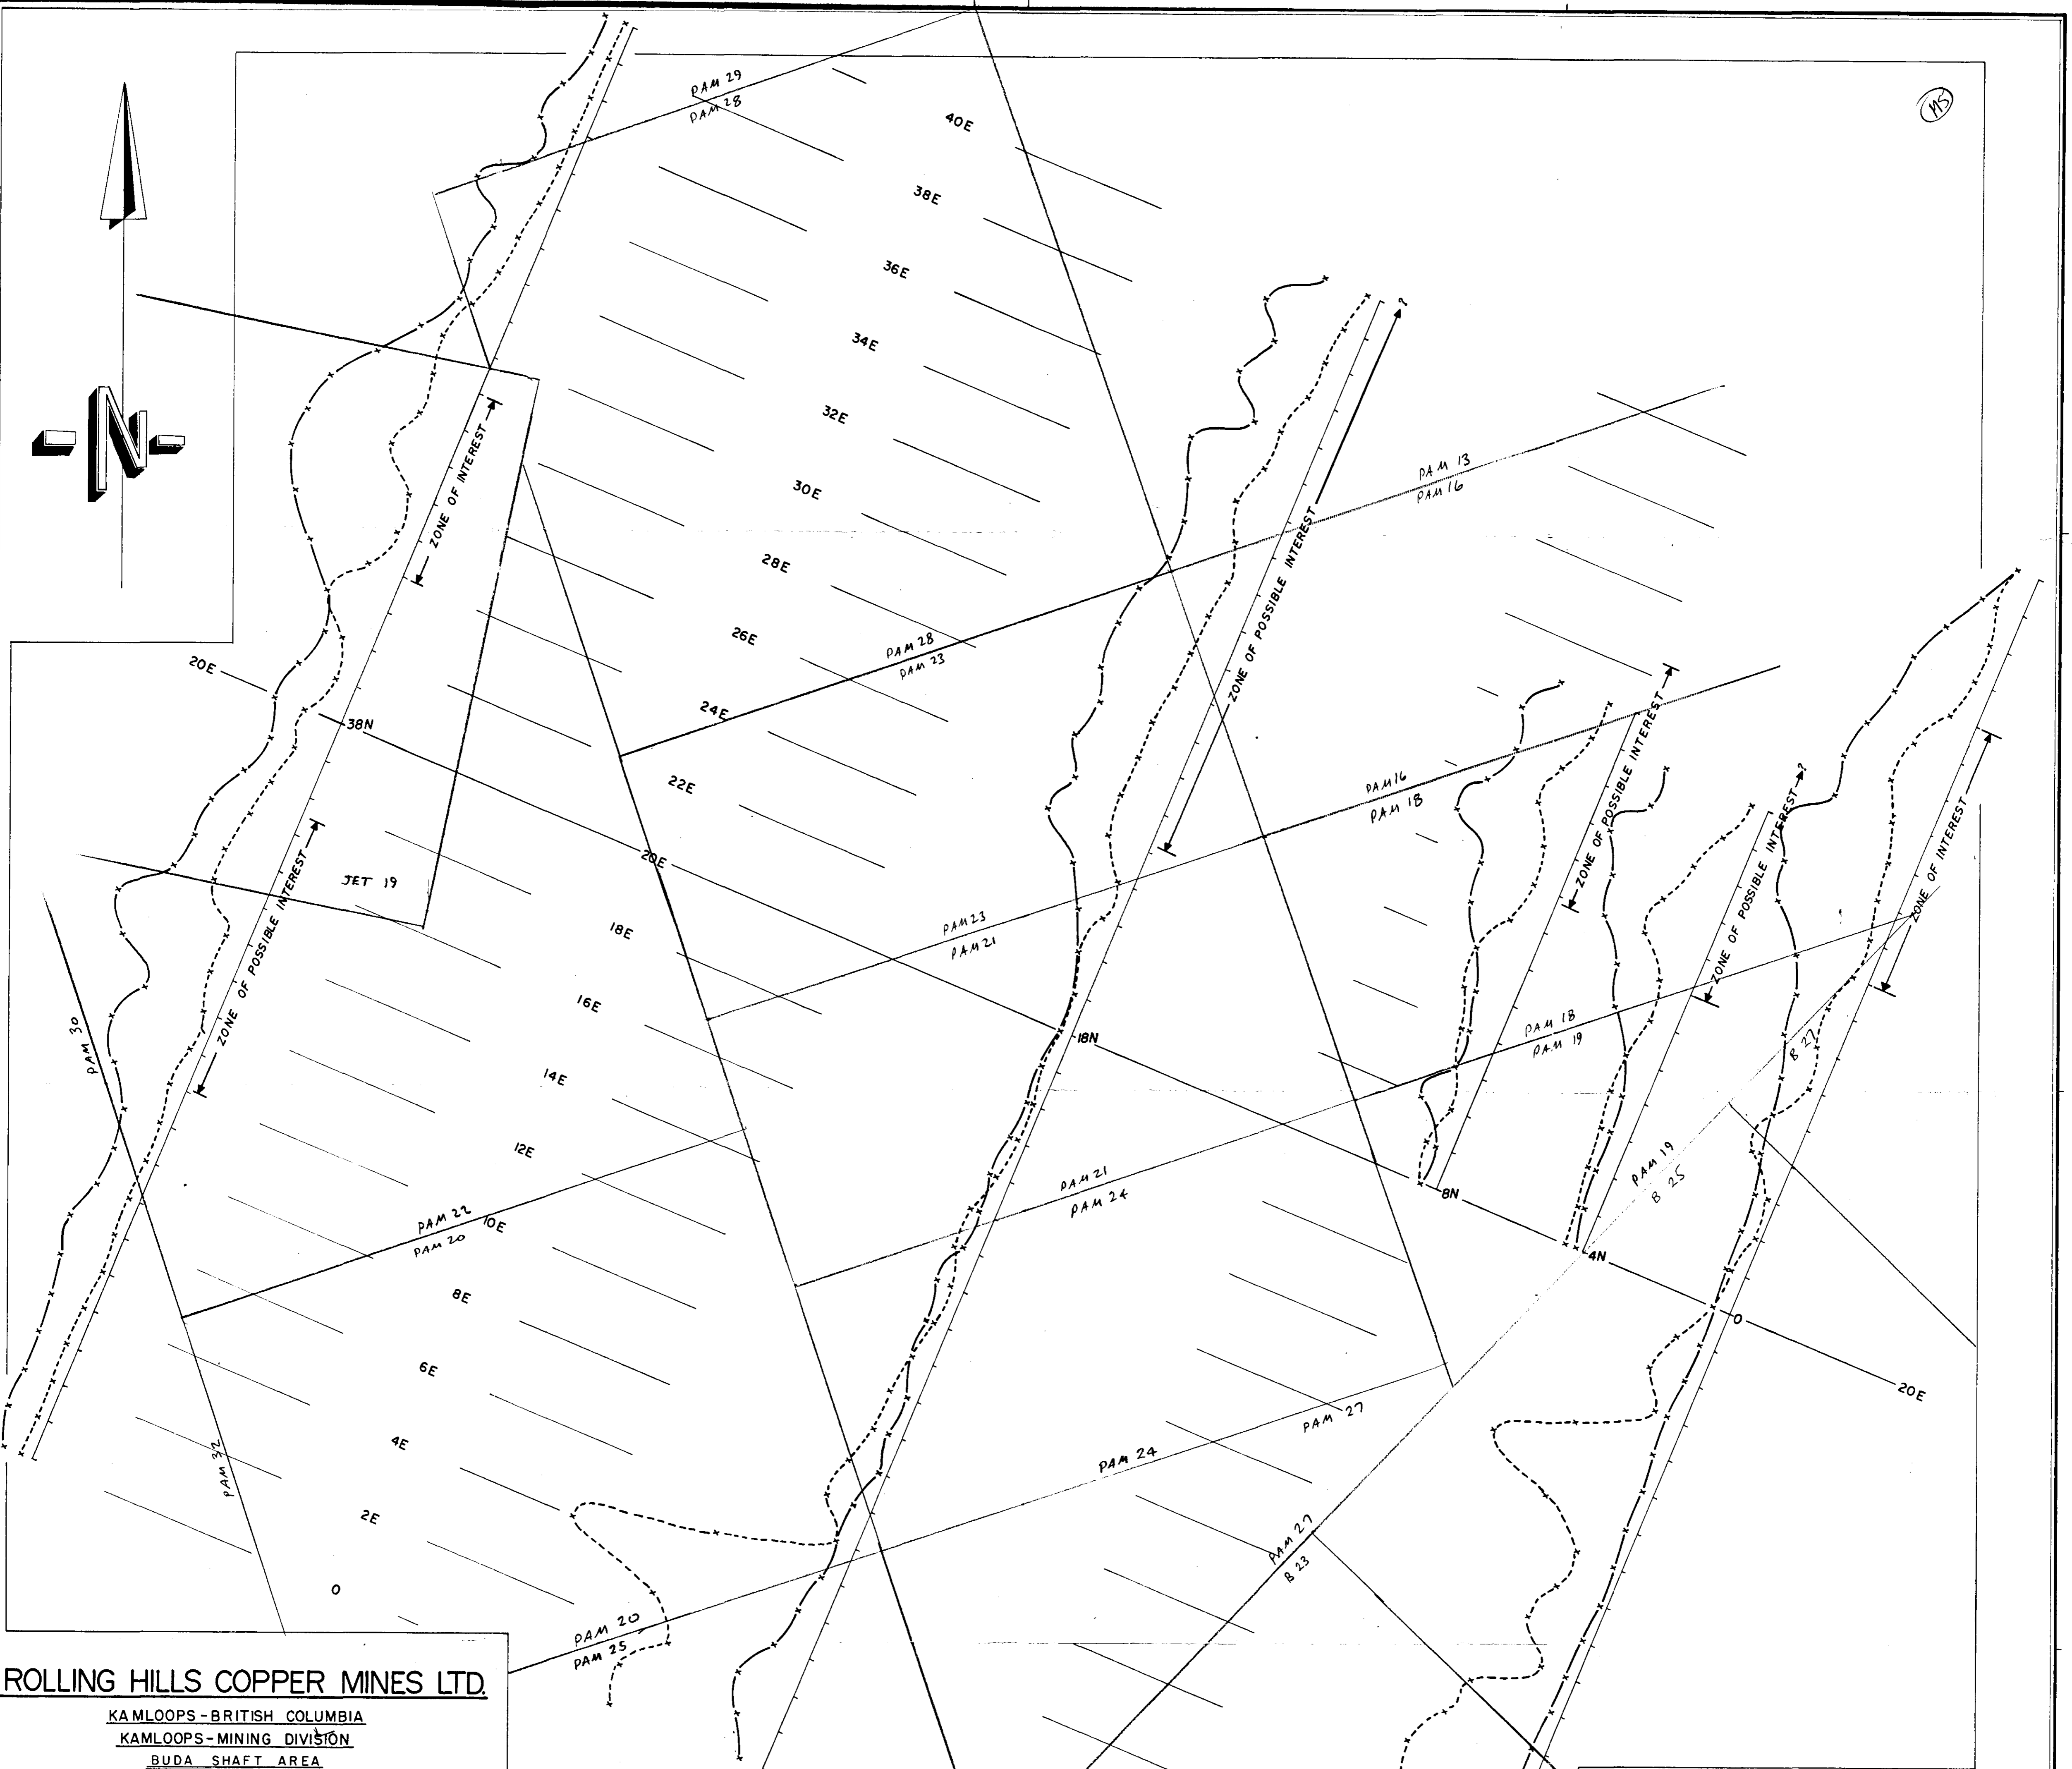 MS
PAM 29
PAM 28
40E
38E
36E
34E
32E
30E
28E
26E
24E
22E
20E
18E
16E
14E
12E
10E
8E
6E
4E
2E
0
-N-
ZONE OF INTEREST
?
ZONE OF POSSIBLE INTEREST
PAM 13
PAM 16
PAM 28
PAM 23
20E
38N
ZONE OF POSSIBLE INTEREST
JET 19
PAM 16
PAM 18
ZONE OF POSSIBLE INTEREST
?
ZONE OF POSSIBLE INTEREST
ZONE OF INTEREST
PAM 23
PAM 21
18N
PAM 18
PAM 19
B 27
PAM 30
PAM 19
B 25
PAM 21
PAM 24
8N
4N
0
20E
PAM 22
PAM 20
PAM 32
PAM 24
PAM 27
PAM 27
B 23
PAM 20
PAM 25
ROLLING HILLS COPPER MINES LTD.
KAMLOOPS - BRITISH COLUMBIA
KAMLOOPS - MINING DIVISION
BUDA SHAFT AREA